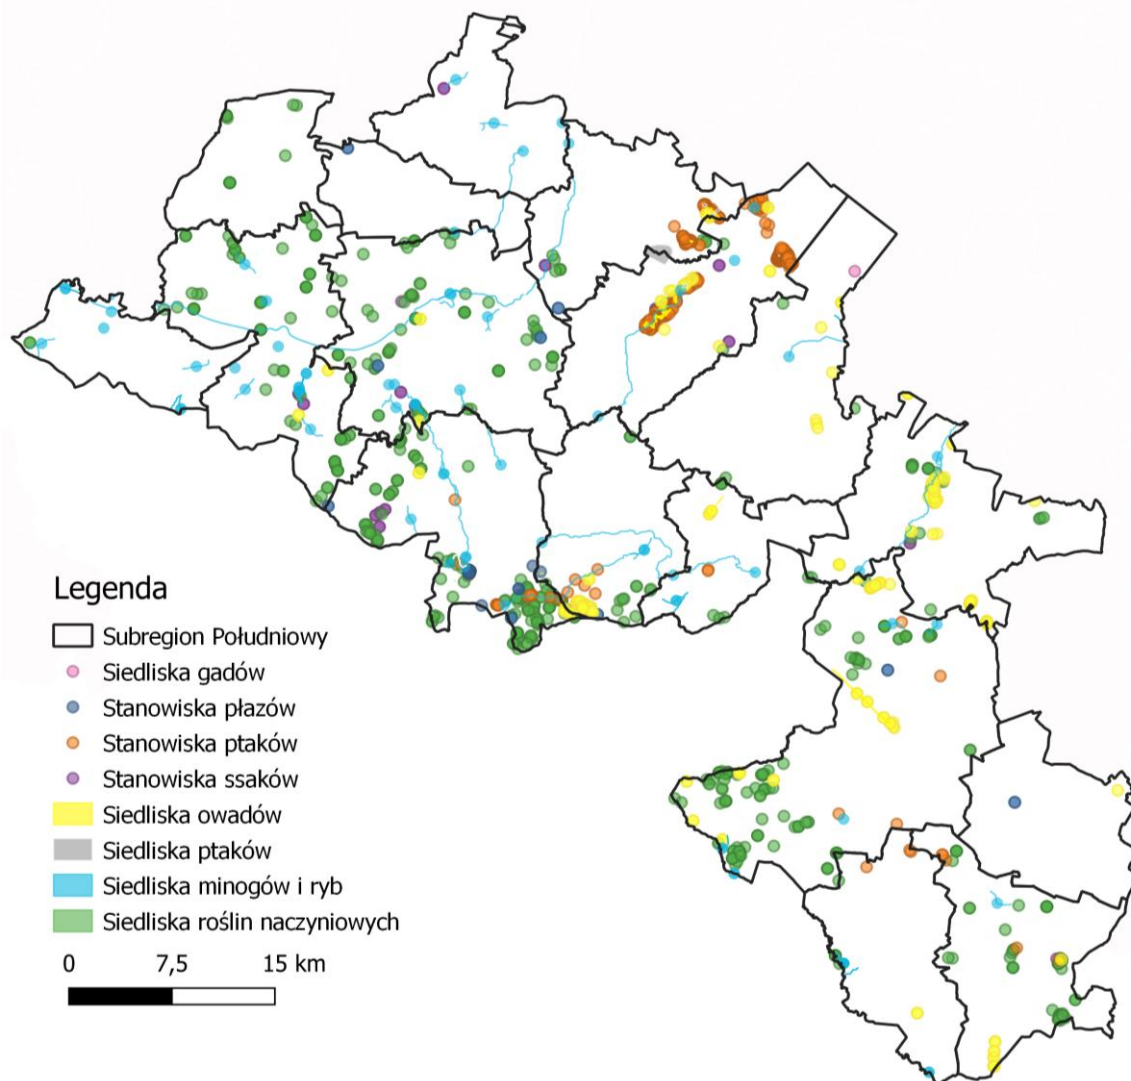 Legenda
Subregion Południowy
Siedliska gadów
Stanowiska płazów
Stanowiska ptaków
Stanowiska ssaków
Siedliska owadów
Siedliska ptaków
Siedliska minogów i ryb
Siedliska roślin naczyniowych
0 7,5 15 km